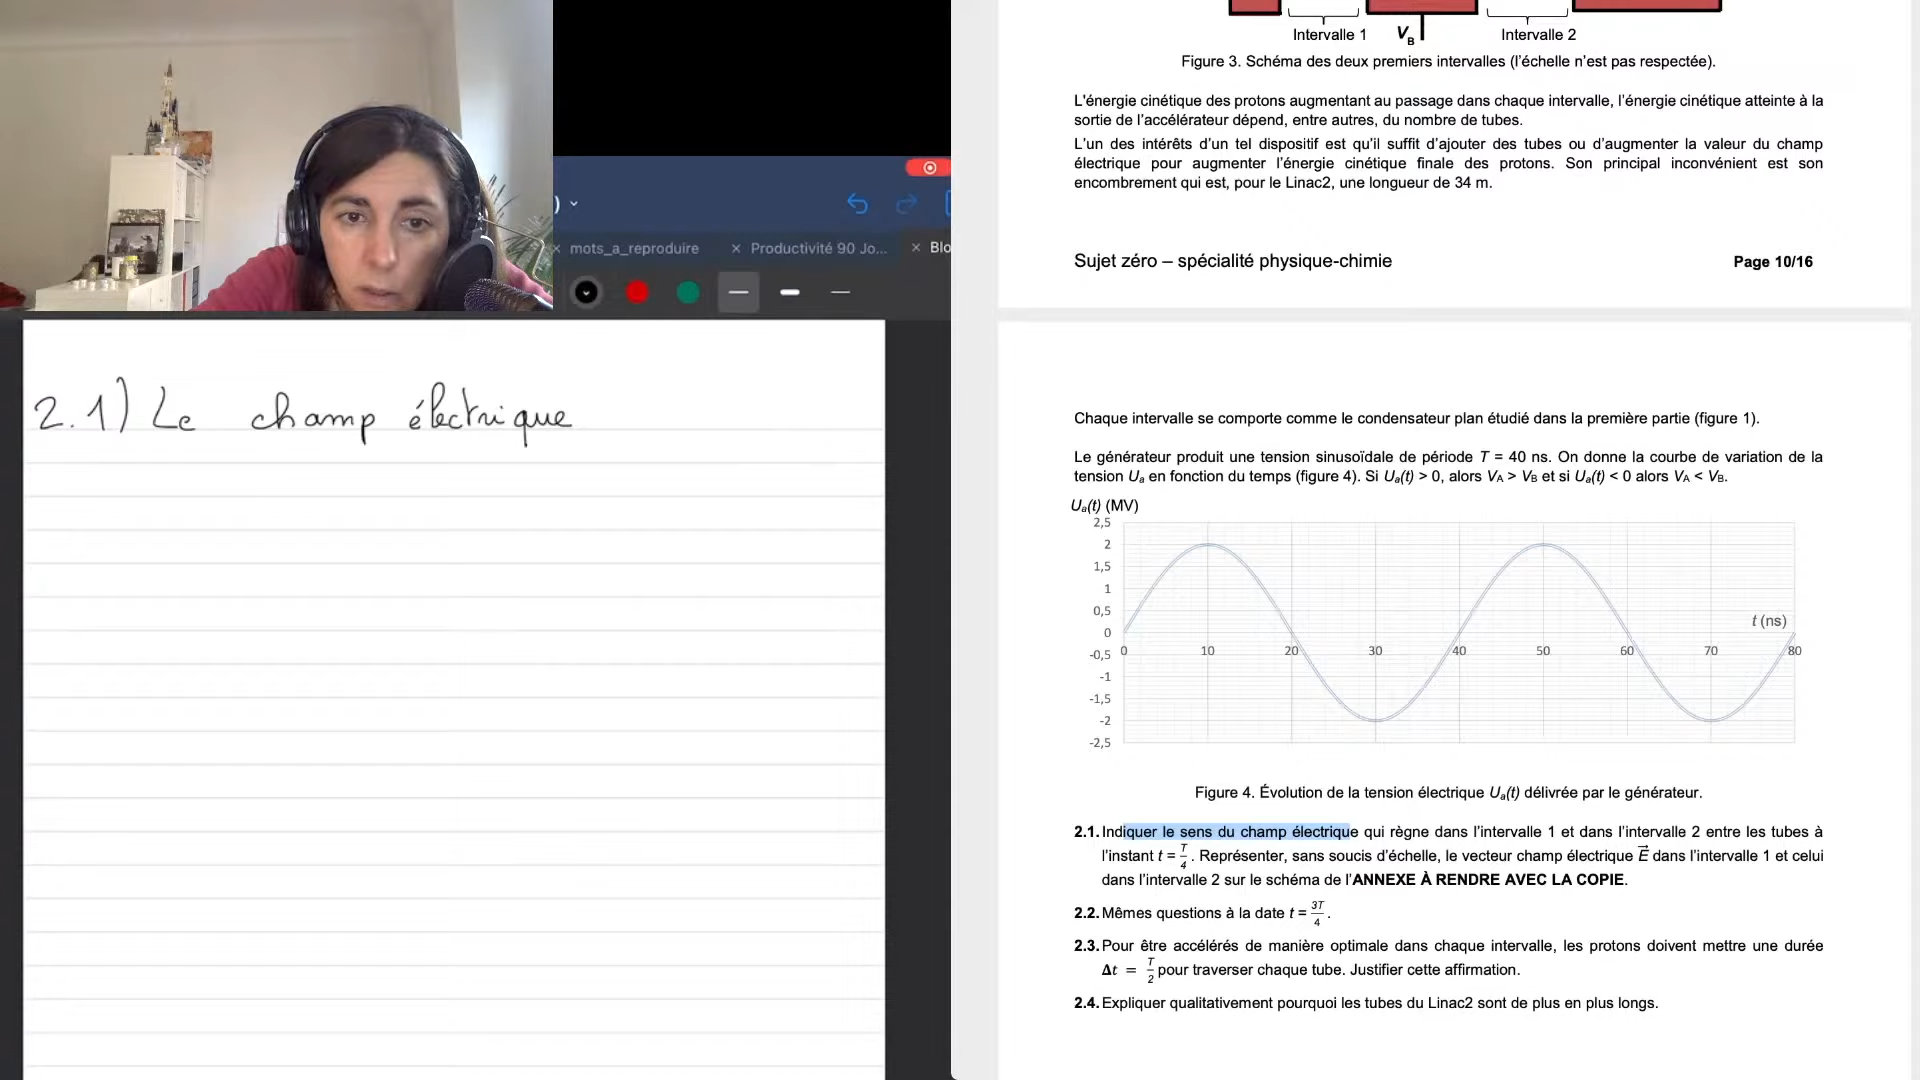 ) ⌄
× mots_a_reproduire × Productivité 90 Jo... × Blo
2.1) Le champ électrique
Intervalle 1 VB Intervalle 2
Figure 3. Schéma des deux premiers intervalles (l'échelle n'est pas respectée).
L'énergie cinétique des protons augmentant au passage dans chaque intervalle, l'énergie cinétique atteinte à la
sortie de l'accélérateur dépend, entre autres, du nombre de tubes.
L'un des intérêts d'un tel dispositif est qu'il suffit d'ajouter des tubes ou d'augmenter la valeur du champ
électrique pour augmenter l'énergie cinétique finale des protons. Son principal inconvénient est son
encombrement qui est, pour le Linac2, une longueur de 34 m.
Sujet zéro – spécialité physique-chimie Page 10/16
Chaque intervalle se comporte comme le condensateur plan étudié dans la première partie (figure 1).
Le générateur produit une tension sinusoïdale de période T = 40 ns. On donne la courbe de variation de la
tension Ua en fonction du temps (figure 4). Si Ua(t) > 0, alors VA > VB et si Ua(t) < 0 alors VA < VB.
Ua(t) (MV)
2,5
2
1,5
1
0,5
t (ns)
0
-0,5 0 10 20 30 40 50 60 70 80
-1
-1,5
-2
-2,5
Figure 4. Évolution de la tension électrique Ua(t) délivrée par le générateur.
2.1. Indiquer le sens du champ électrique qui règne dans l'intervalle 1 et dans l'intervalle 2 entre les tubes à
l'instant t = T/4 . Représenter, sans soucis d'échelle, le vecteur champ électrique E⃗ dans l'intervalle 1 et celui
dans l'intervalle 2 sur le schéma de l'ANNEXE À RENDRE AVEC LA COPIE.
2.2. Mêmes questions à la date t = 3T/4 .
2.3. Pour être accélérés de manière optimale dans chaque intervalle, les protons doivent mettre une durée
Δt = T/2 pour traverser chaque tube. Justifier cette affirmation.
2.4. Expliquer qualitativement pourquoi les tubes du Linac2 sont de plus en plus longs.